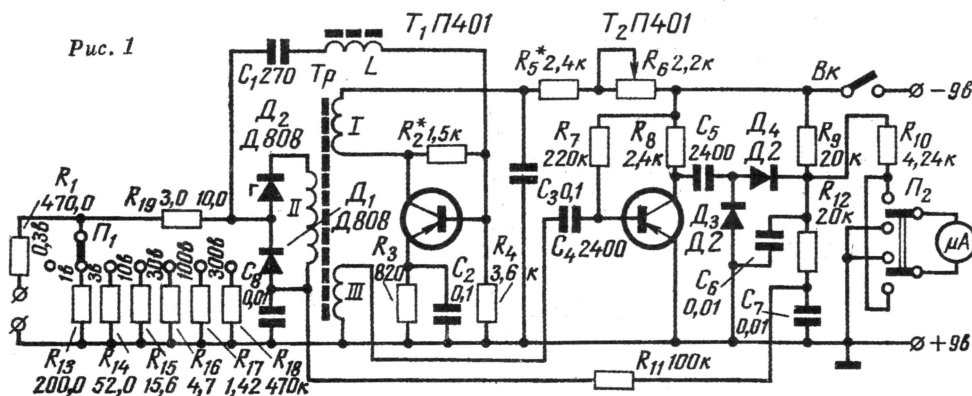 Рис. 1
T₁ П401
T₂ П401
C₁ 270
L
Тр
R₅* 2,4к
R₆ 2,2к
Вк
Ø −9в
Д₂
Д 808
I
R₂* 1,5к
R₇
220к
R₈
2,4к
C₅
2400
Д₄
Д2
R₉
20к
R₁₀
4,24к
R₁
470,0
0,3в
R₁₉ 3,0 10,0
II
Д₁
Д808
C₃ 0,1
R₁₂
20к
П₂
μA
П₁
1в
3в
10в
30в
100в
300в
C₈
0,01
III
R₃
820
C₂
0,1
R₄
3,6к
C₄ 2400
Д₃
Д2
C₆
0,01
C₇
0,01
Ø +9в
R₁₃
200,0
R₁₄
52,0
R₁₅
15,6
R₁₆
4,7
R₁₇
1,42
R₁₈
470к
R₁₁ 100к